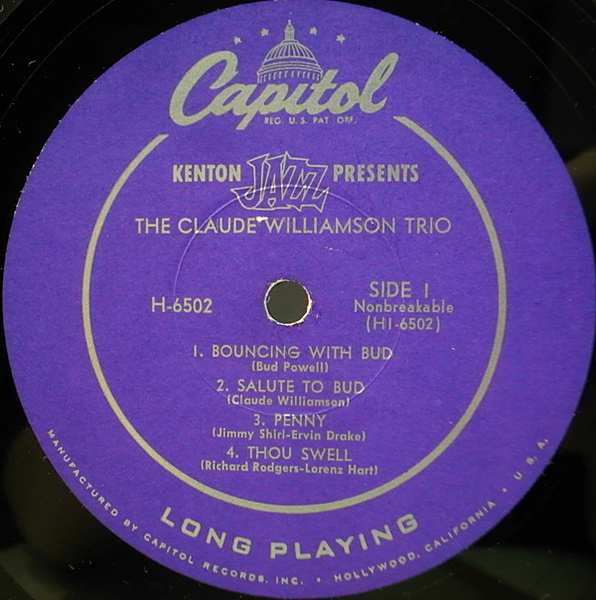 Capitol
REG. U.S. PAT. OFF.
KENTON JAZZ PRESENTS
THE CLAUDE WILLIAMSON TRIO
H-6502
SIDE 1
Nonbreakable
(H1-6502)
1. BOUNCING WITH BUD
(Bud Powell)
2. SALUTE TO BUD
(Claude Williamson)
3. PENNY
(Jimmy Shirl-Ervin Drake)
4. THOU SWELL
(Richard Rodgers-Lorenz Hart)
LONG PLAYING
MANUFACTURED BY CAPITOL RECORDS, INC. • HOLLYWOOD, CALIFORNIA • U.S.A.